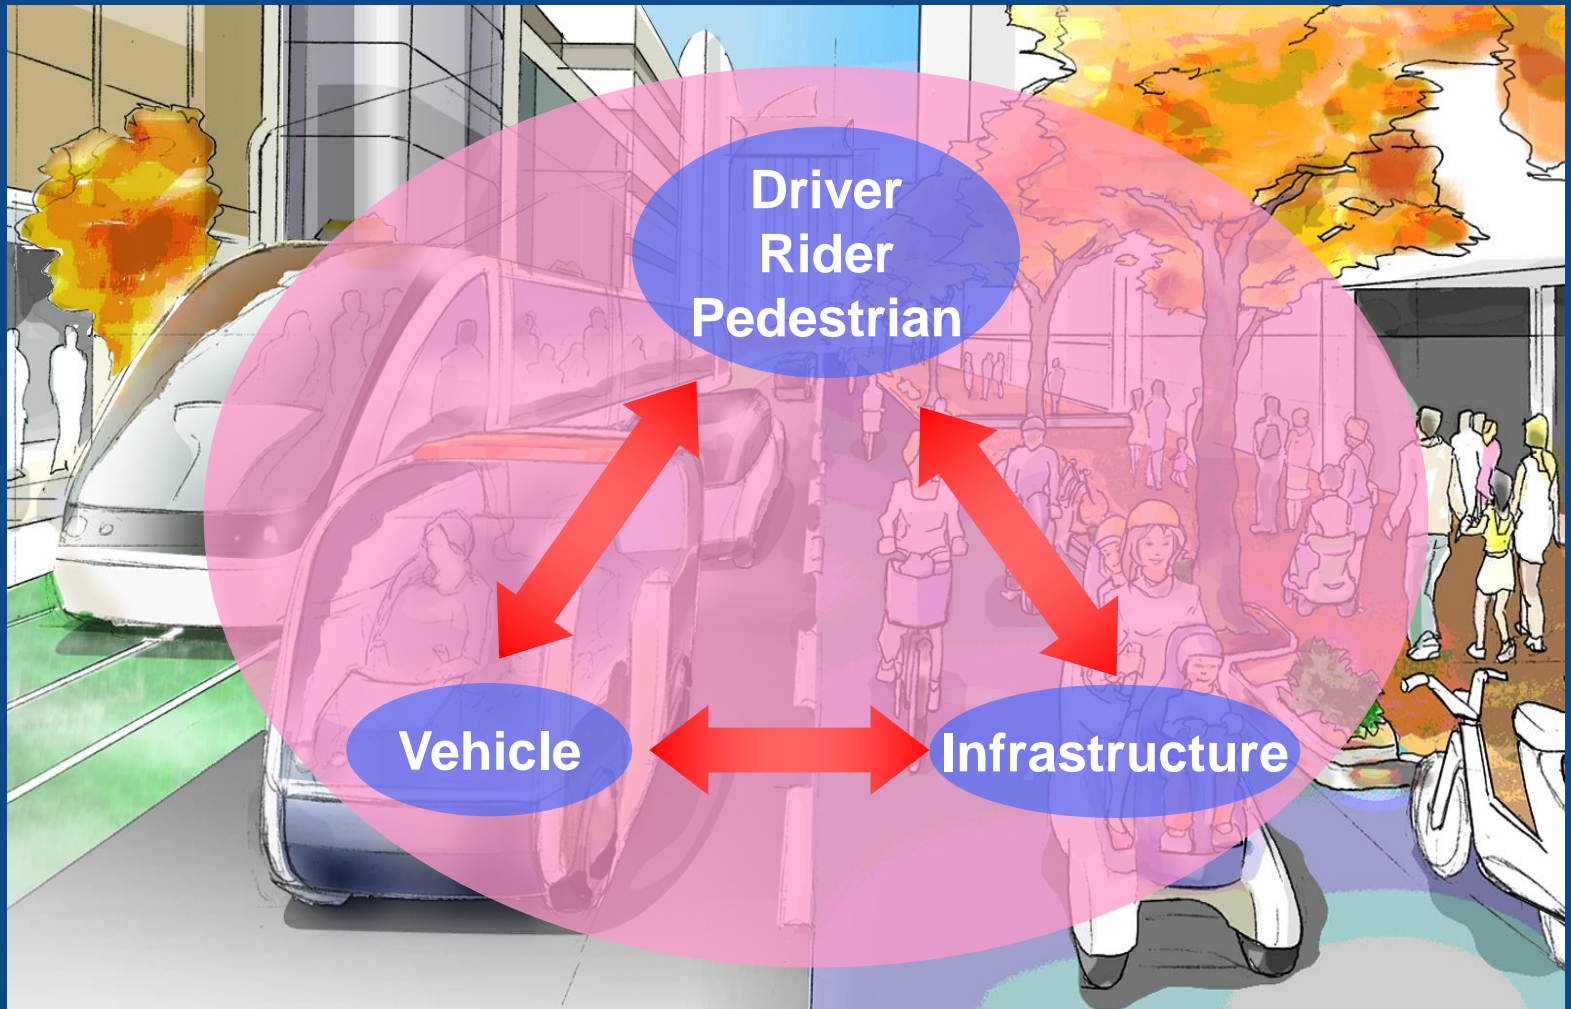 Driver
Rider
Pedestrian
Vehicle
Infrastructure